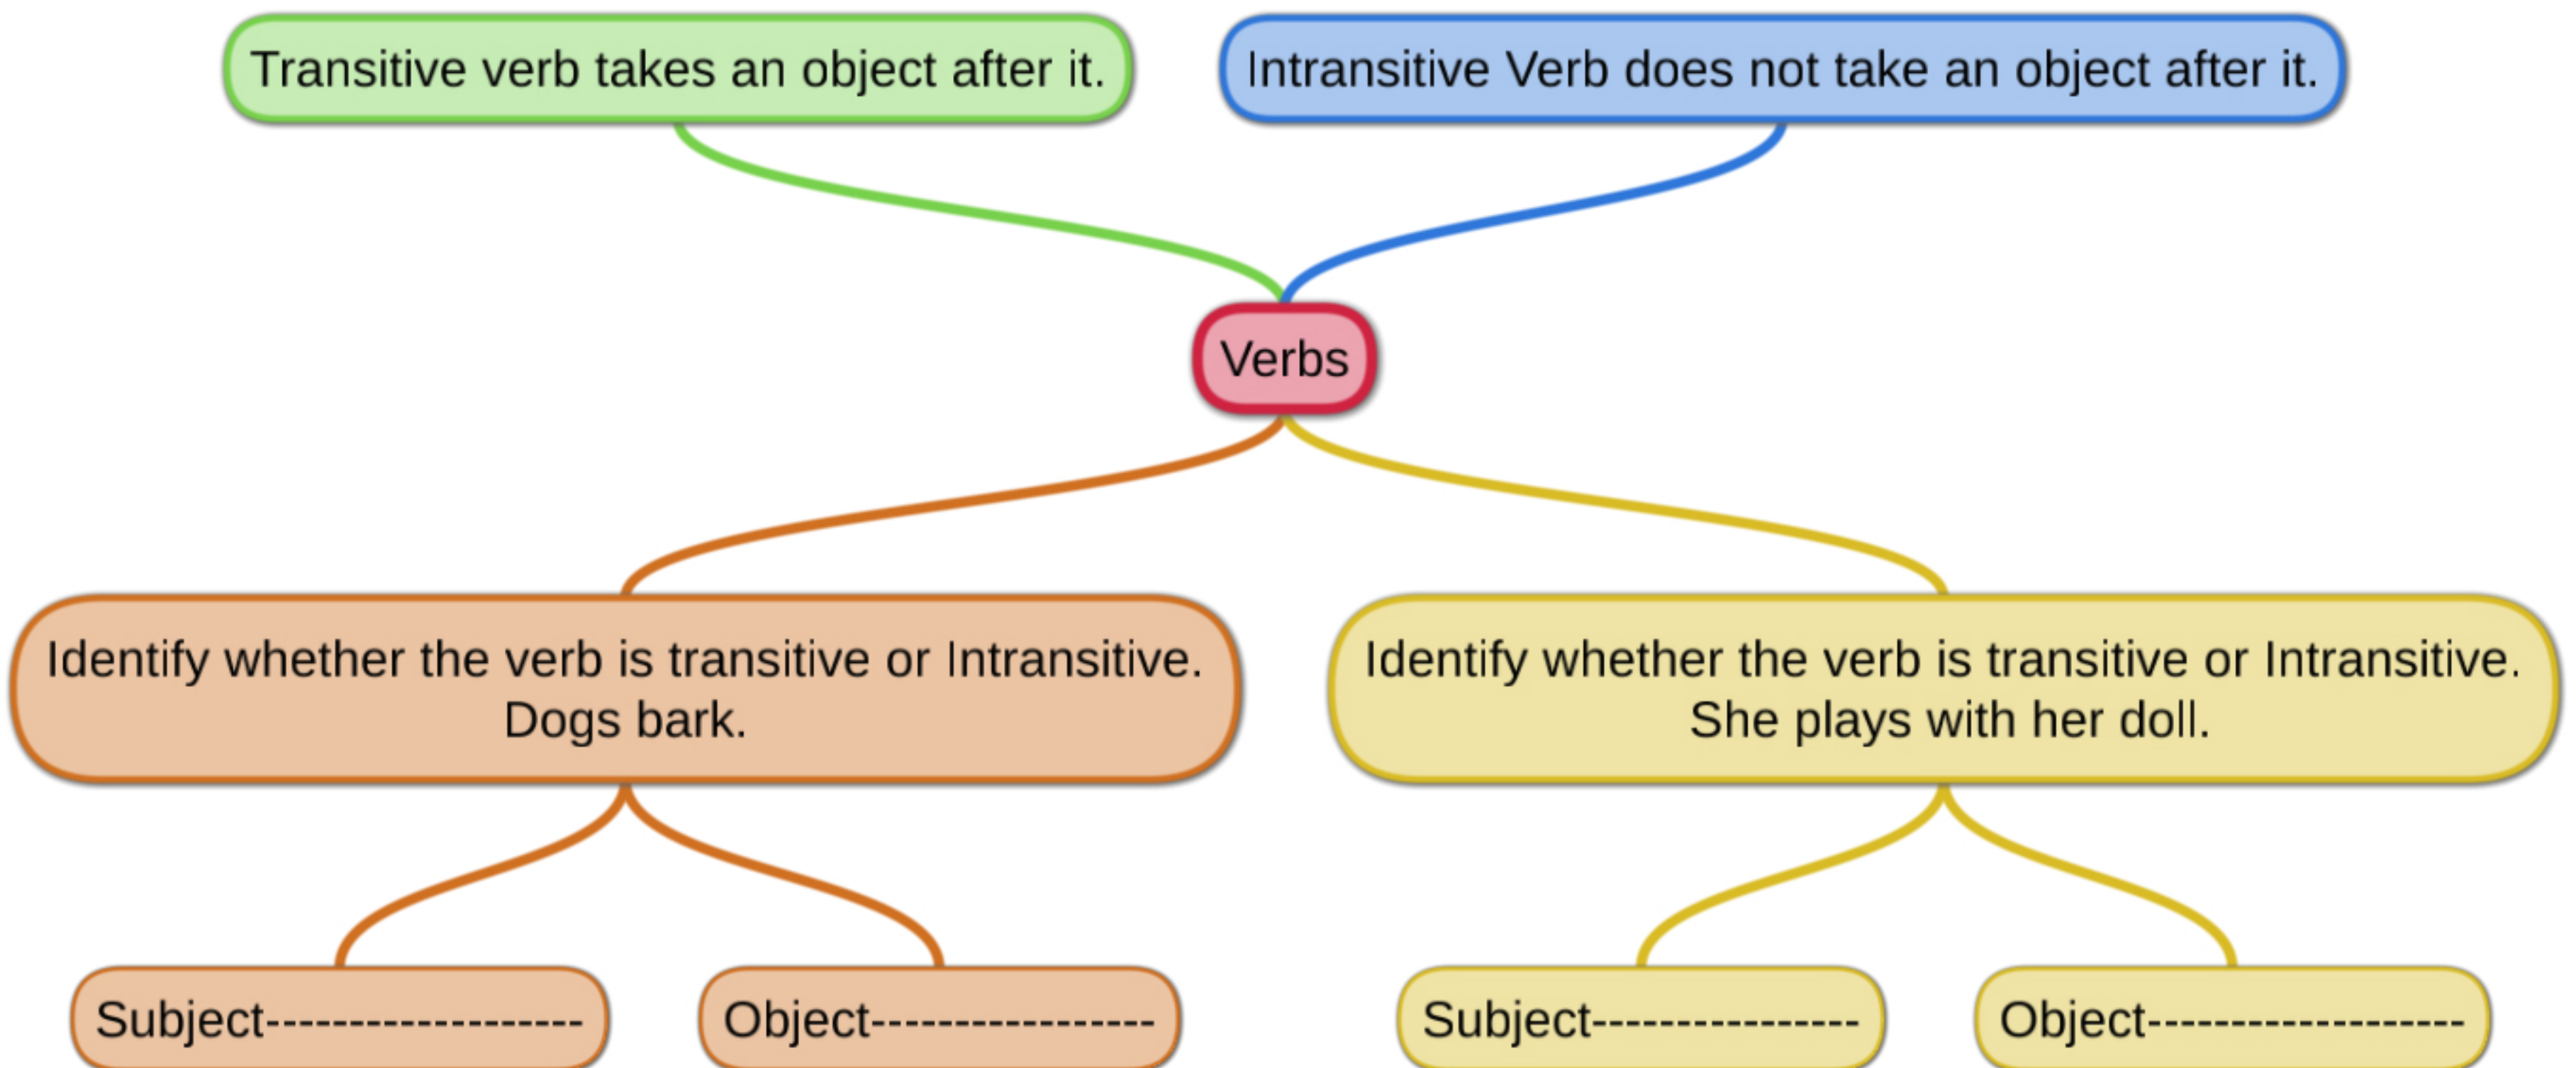 Transitive verb takes an object after it.
Intransitive Verb does not take an object after it.
Verbs
Identify whether the verb is transitive or Intransitive.
Dogs bark.
Identify whether the verb is transitive or Intransitive.
She plays with her doll.
Subject-------------------
Object-----------------
Subject----------------
Object-------------------